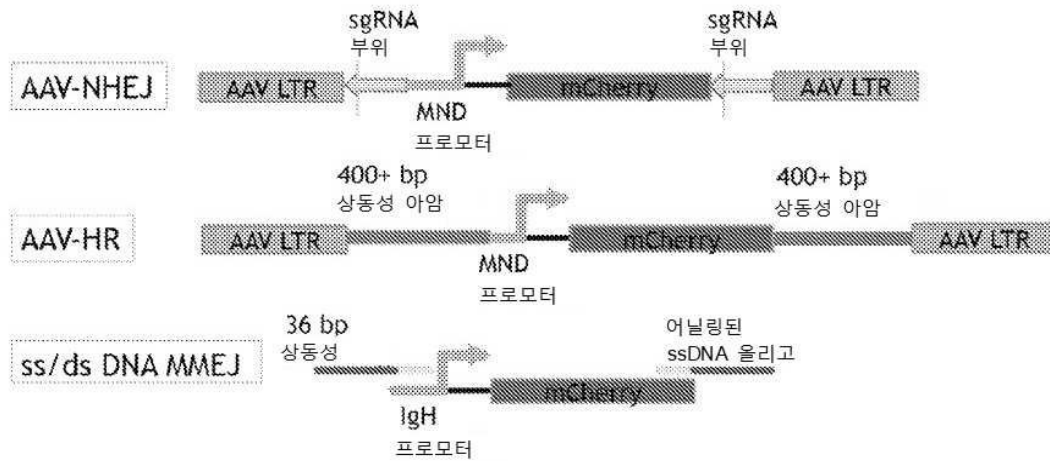 sgRNA
부위
sgRNA
부위
AAV-NHEJ
AAV LTR
mCherry
AAV LTR
MND
프로모터
400+ bp
상동성 아암
400+ bp
상동성 아암
AAV-HR
AAV LTR
mCherry
AAV LTR
MND
프로모터
36 bp
상동성
어닐링된
ssDNA 올리고
ss/ds DNA MMEJ
mCherry
IgH
프로모터